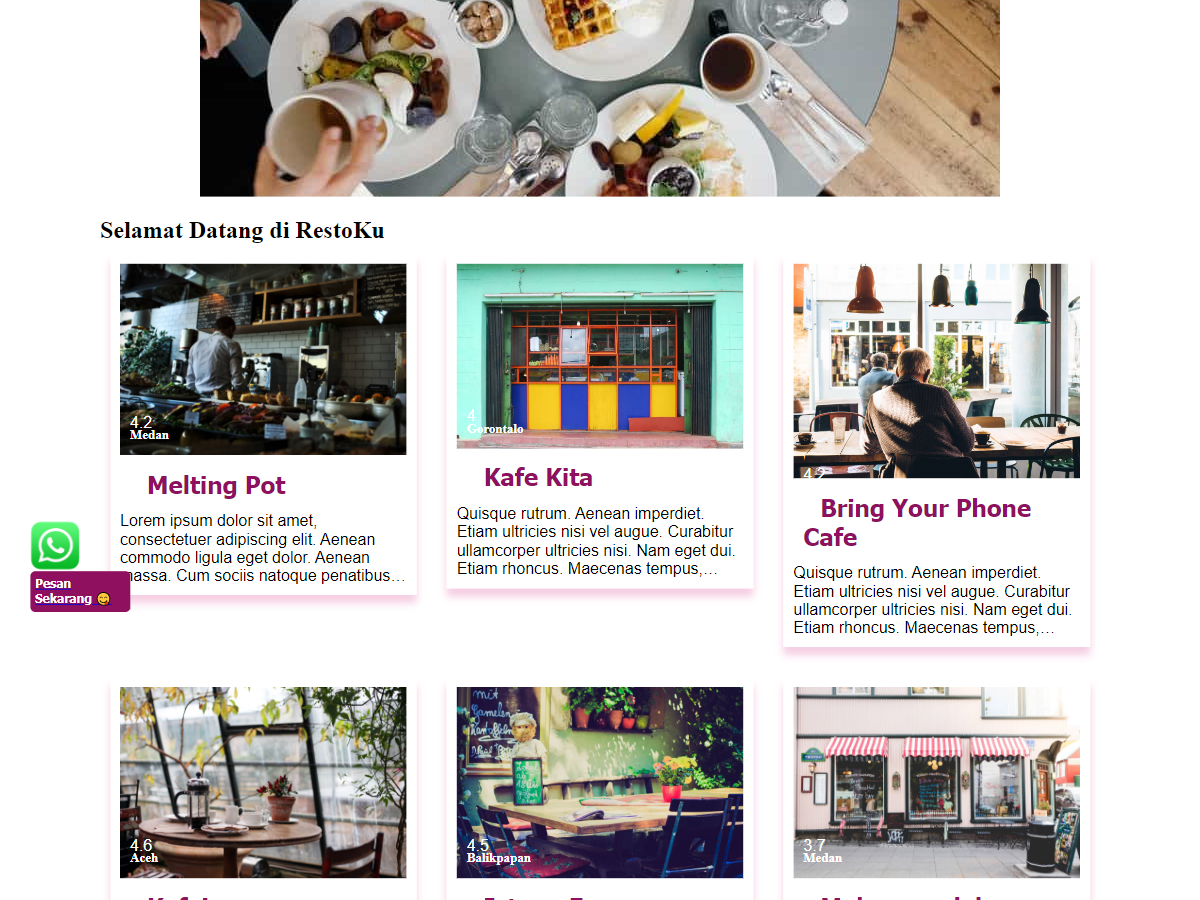 Selamat Datang di RestoKu
4.2
Medan
Melting Pot
Lorem ipsum dolor sit amet,
consectetuer adipiscing elit. Aenean
commodo ligula eget dolor. Aenean
massa. Cum sociis natoque penatibus…
4
Gorontalo
Kafe Kita
Quisque rutrum. Aenean imperdiet.
Etiam ultricies nisi vel augue. Curabitur
ullamcorper ultricies nisi. Nam eget dui.
Etiam rhoncus. Maecenas tempus,…
4.2
Bring Your Phone
Cafe
Quisque rutrum. Aenean imperdiet.
Etiam ultricies nisi vel augue. Curabitur
ullamcorper ultricies nisi. Nam eget dui.
Etiam rhoncus. Maecenas tempus,…
Pesan
Sekarang 😋
4.6
Aceh
mit
4.5
Balikpapan
3.7
Medan